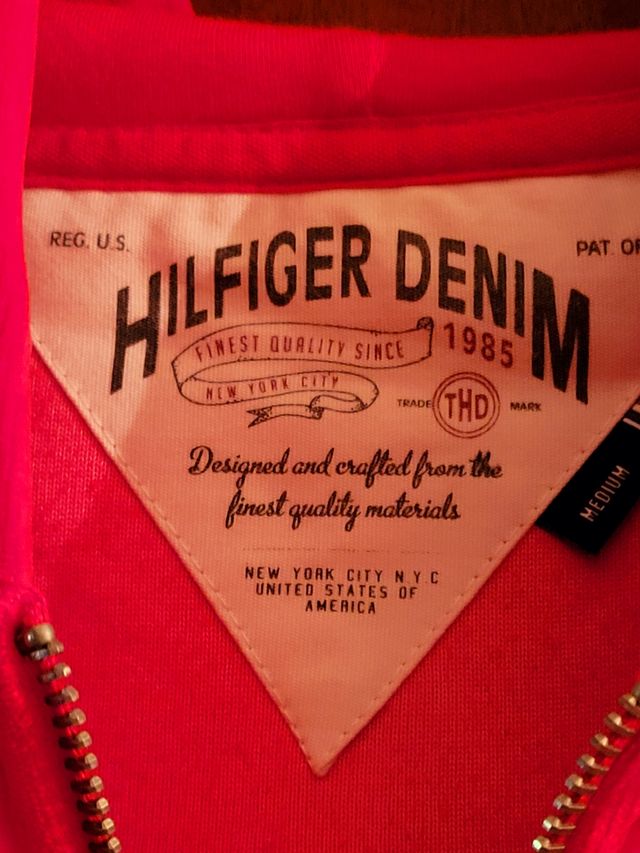 REG. U.S.
PAT. OF
HILFIGER DENIM
FINEST QUALITY SINCE
1985
NEW YORK CITY
TRADE THD MARK
Designed and crafted from the
finest quality materials
NEW YORK CITY N.Y.C
UNITED STATES OF
AMERICA
MEDIUM